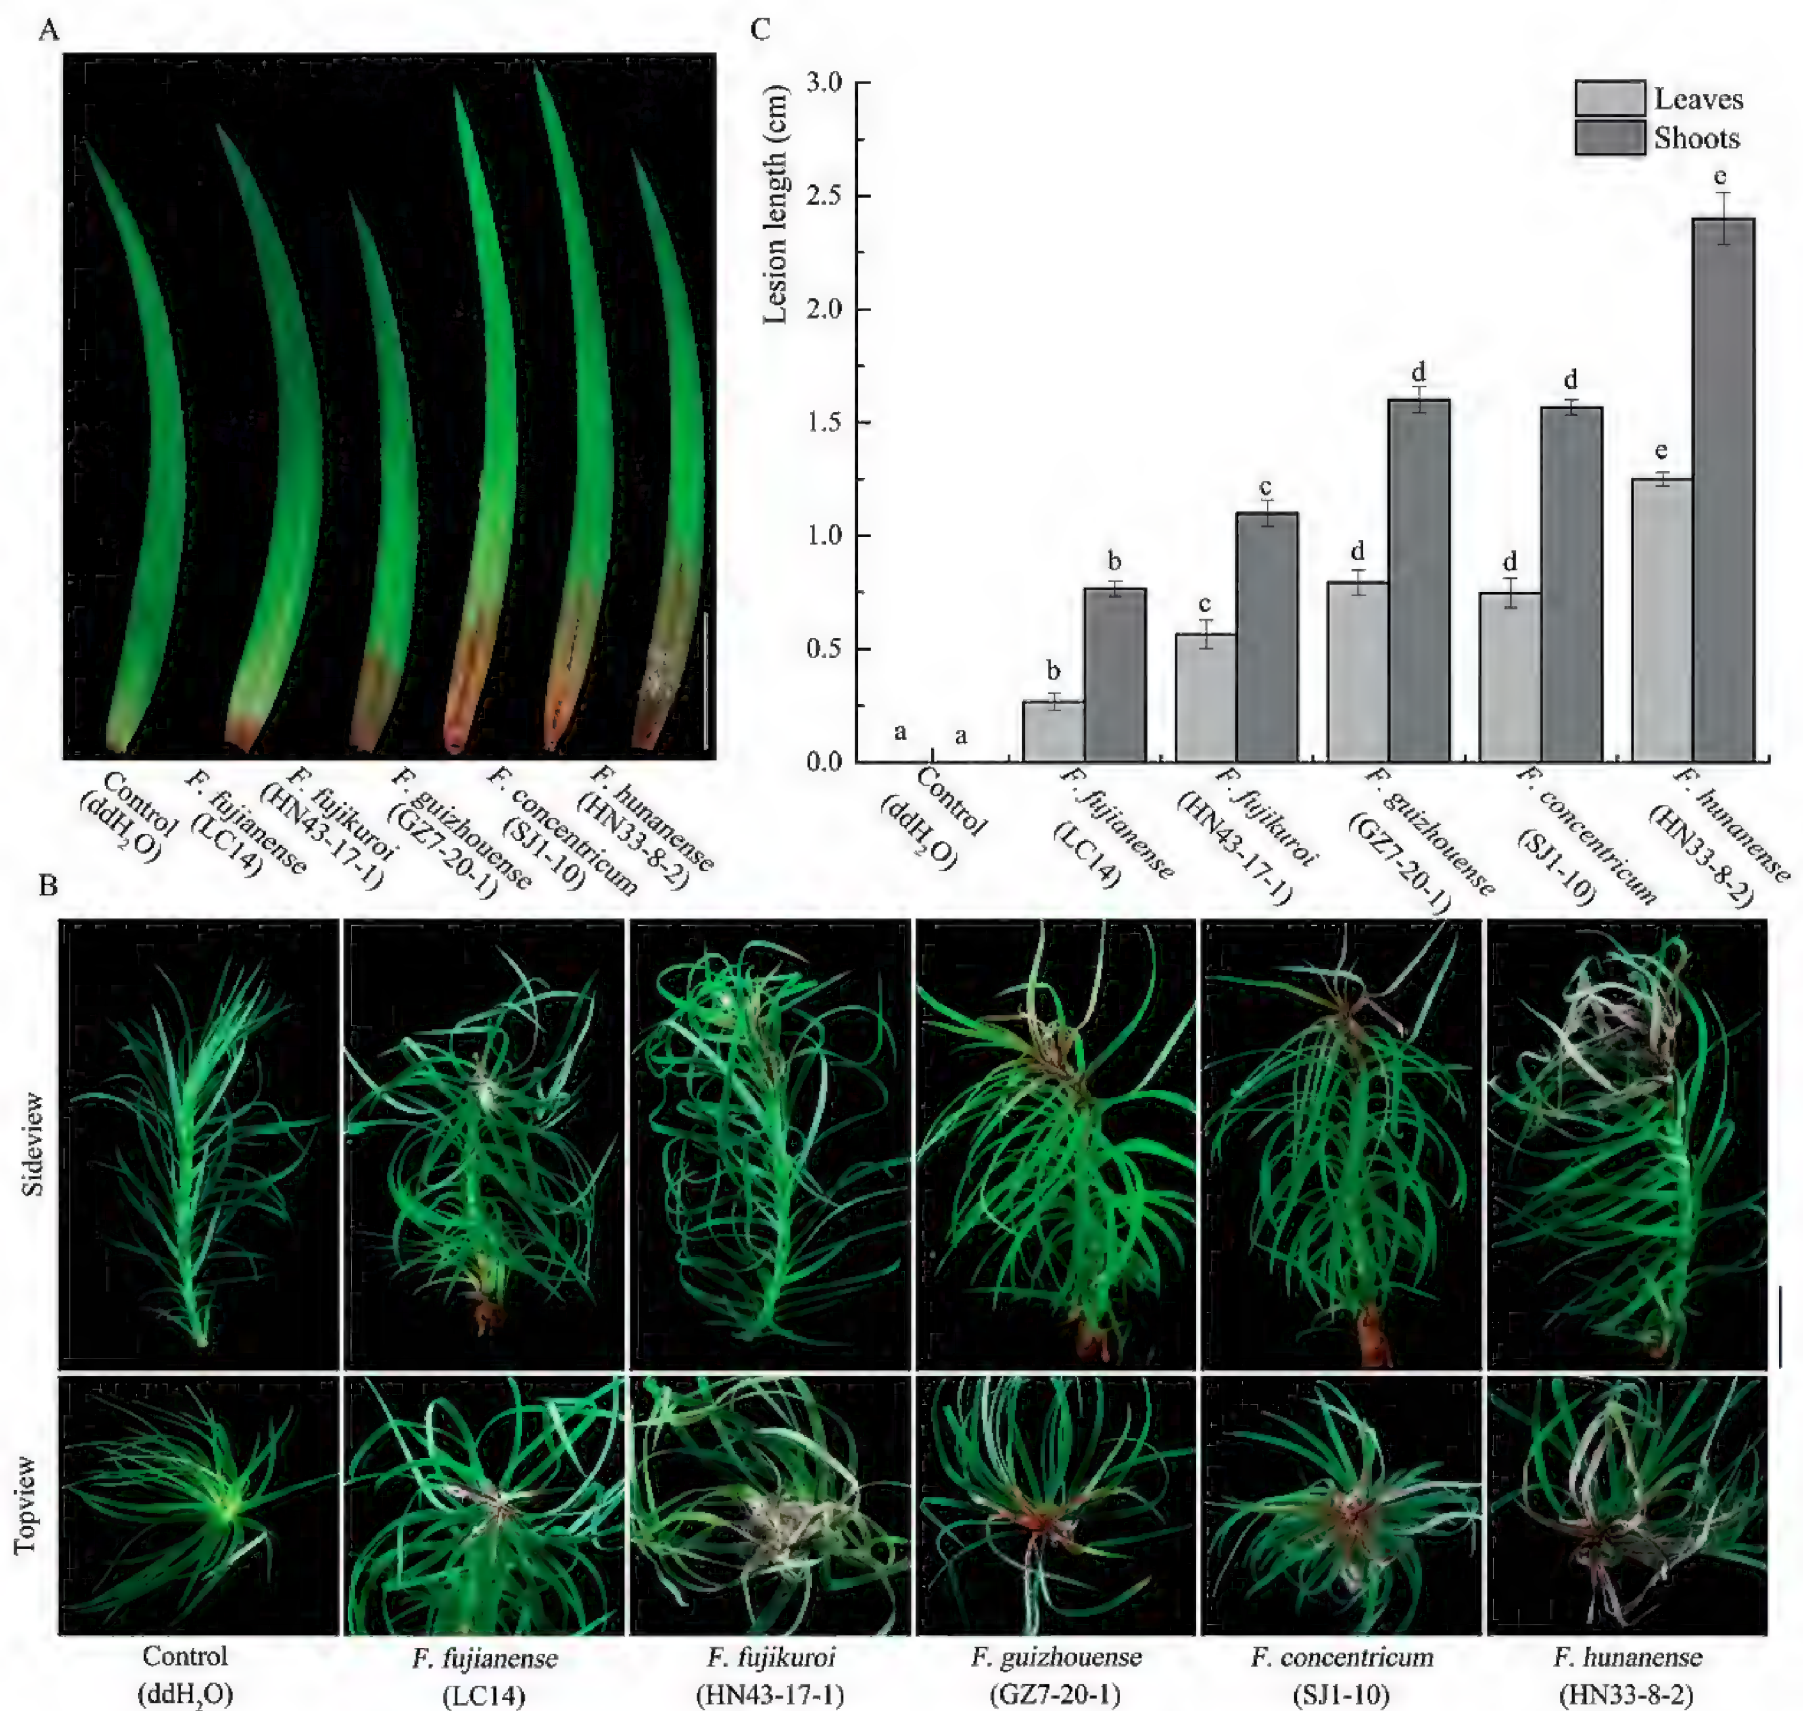 A
Control
(ddH₂O)
F. fujianense
(LC14)
F. fujikuroi
(HN43-17-1)
F. guizhouense
(GZ7-20-1)
F. concentricum
(SJ1-10)
F. hunanense
(HN33-8-2)
C
Lesion length (cm)
3.0
2.5
2.0
1.5
1.0
0.5
0.0
Leaves
Shoots
a
a
b
b
c
c
d
d
d
d
e
e
Control
(ddH₂O)
F. fujianense
(LC14)
F. fujikuroi
(HN43-17-1)
F. guizhouense
(GZ7-20-1)
F. concentricum
(SJ1-10)
F. hunanense
(HN33-8-2)
B
Sideview
Topview
Control
(ddH₂O)
F. fujianense
(LC14)
F. fujikuroi
(HN43-17-1)
F. guizhouense
(GZ7-20-1)
F. concentricum
(SJ1-10)
F. hunanense
(HN33-8-2)